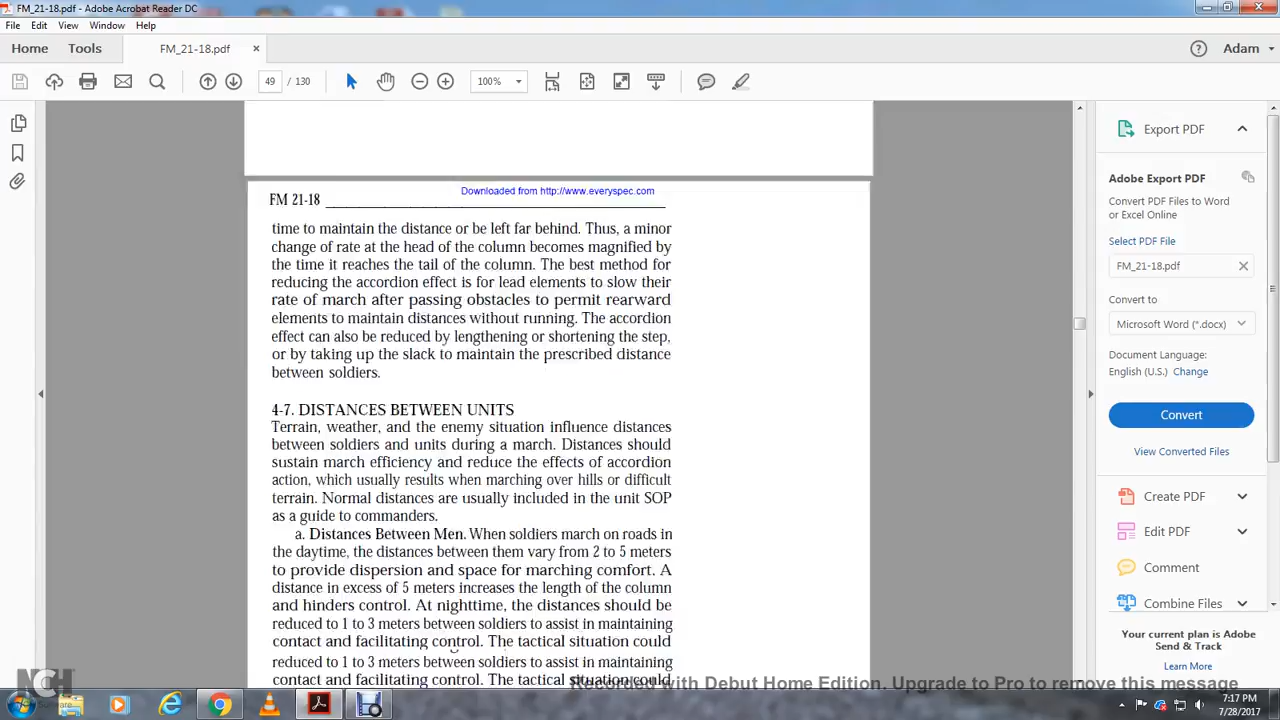 FM_21-18.pdf - Adobe Acrobat Reader DC
File Edit View Window Help
Home Tools FM_21-18.pdf × Adam
49 / 130 100%
Downloaded from http://www.everyspec.com
FM 21-18
time to maintain the distance or be left far behind. Thus, a minor
change of rate at the head of the column becomes magnified by
the time it reaches the tail of the column. The best method for
reducing the accordion effect is for lead elements to slow their
rate of march after passing obstacles to permit rearward
elements to maintain distances without running. The accordion
effect can also be reduced by lengthening or shortening the step,
or by taking up the slack to maintain the prescribed distance
between soldiers.
4-7. DISTANCES BETWEEN UNITS
Terrain, weather, and the enemy situation influence distances
between soldiers and units during a march. Distances should
sustain march efficiency and reduce the effects of accordion
action, which usually results when marching over hills or difficult
terrain. Normal distances are usually included in the unit SOP
as a guide to commanders.
a. Distances Between Men. When soldiers march on roads in
the daytime, the distances between them vary from 2 to 5 meters
to provide dispersion and space for marching comfort. A
distance in excess of 5 meters increases the length of the column
and hinders control. At nighttime, the distances should be
reduced to 1 to 3 meters between soldiers to assist in maintaining
contact and facilitating control. The tactical situation could
reduced to 1 to 3 meters between soldiers to assist in maintaining
contact and facilitating control. The tactical situation could
Export PDF
Adobe Export PDF
Convert PDF Files to Word
or Excel Online
Select PDF File
FM_21-18.pdf
Convert to
Microsoft Word (*.docx)
Document Language:
English (U.S.) Change
Convert
View Converted Files
Create PDF
Edit PDF
Comment
Combine Files
Your current plan is Adobe
Send & Track
Learn More
NCH
Software
Recorded with Debut Home Edition. Upgrade to Pro to remove this message
7:17 PM
7/28/2017